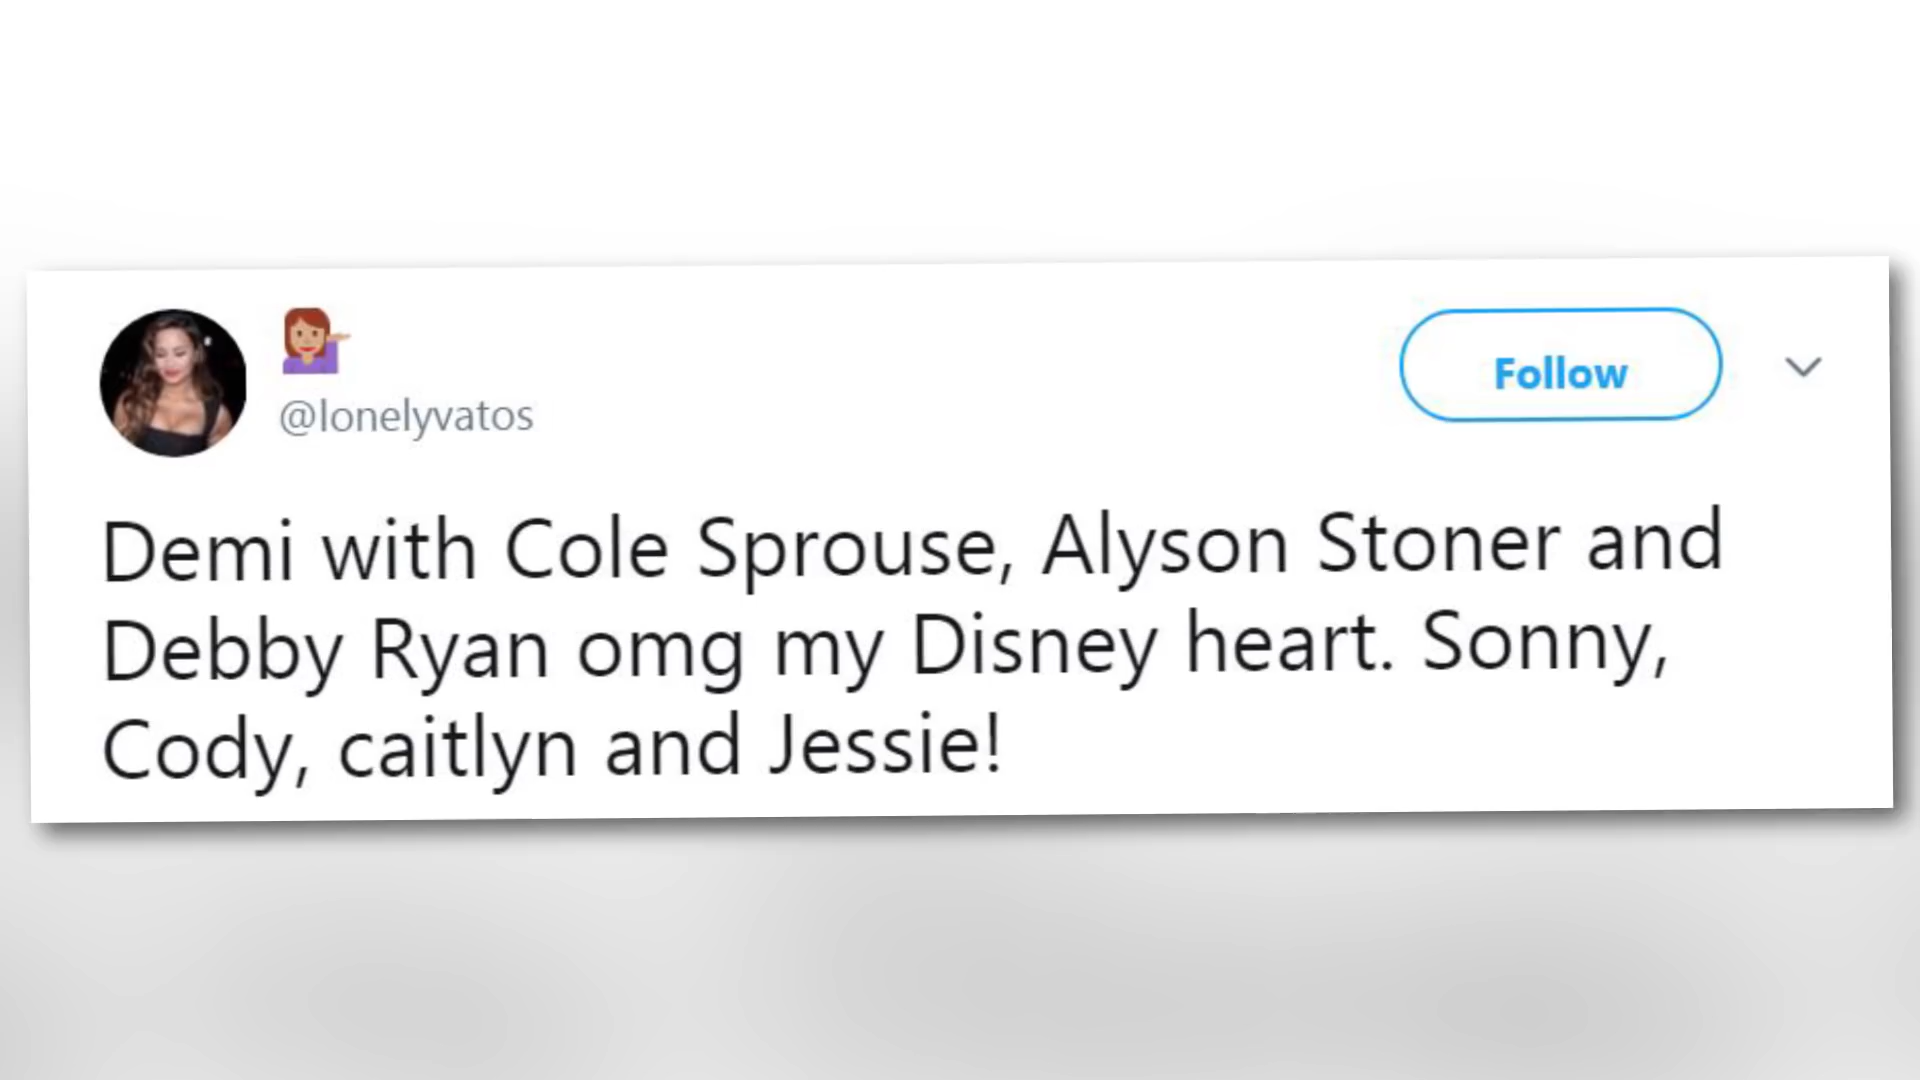 @lonelyvatos
Follow
Demi with Cole Sprouse, Alyson Stoner and
Debby Ryan omg my Disney heart. Sonny,
Cody, caitlyn and Jessie!